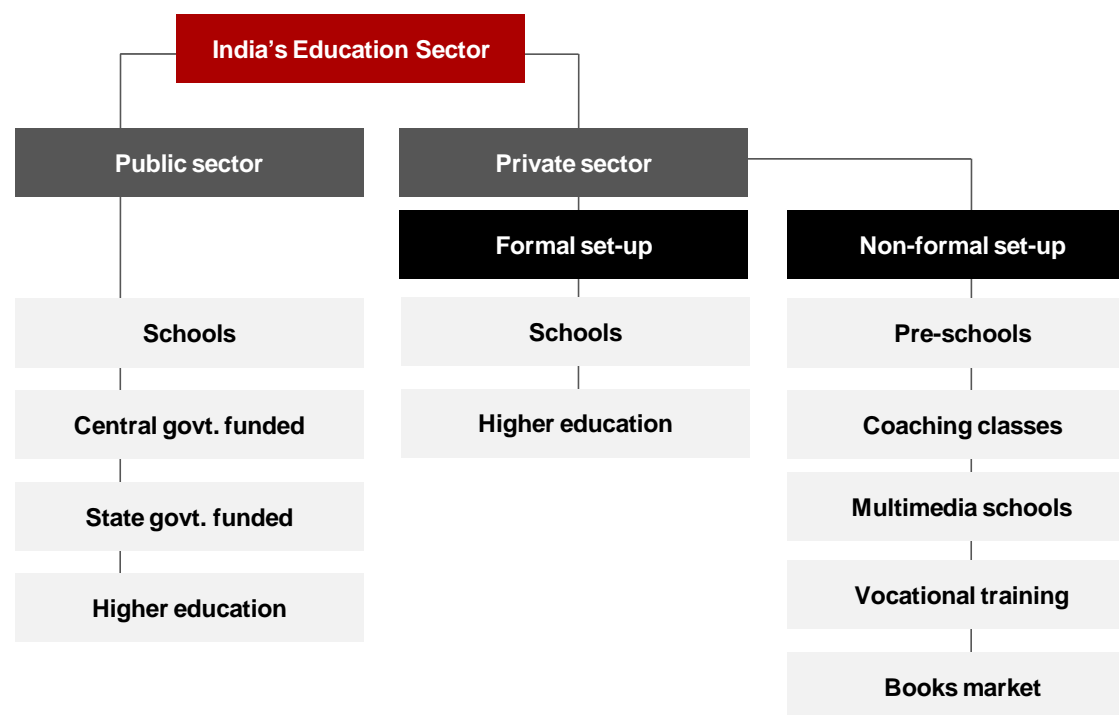 India’s Education Sector
Public sector
Private sector
Formal set-up
Non-formal set-up
Schools
Schools
Pre-schools
Central govt. funded
Higher education
Coaching classes
State govt. funded
Multimedia schools
Higher education
Vocational training
Books market